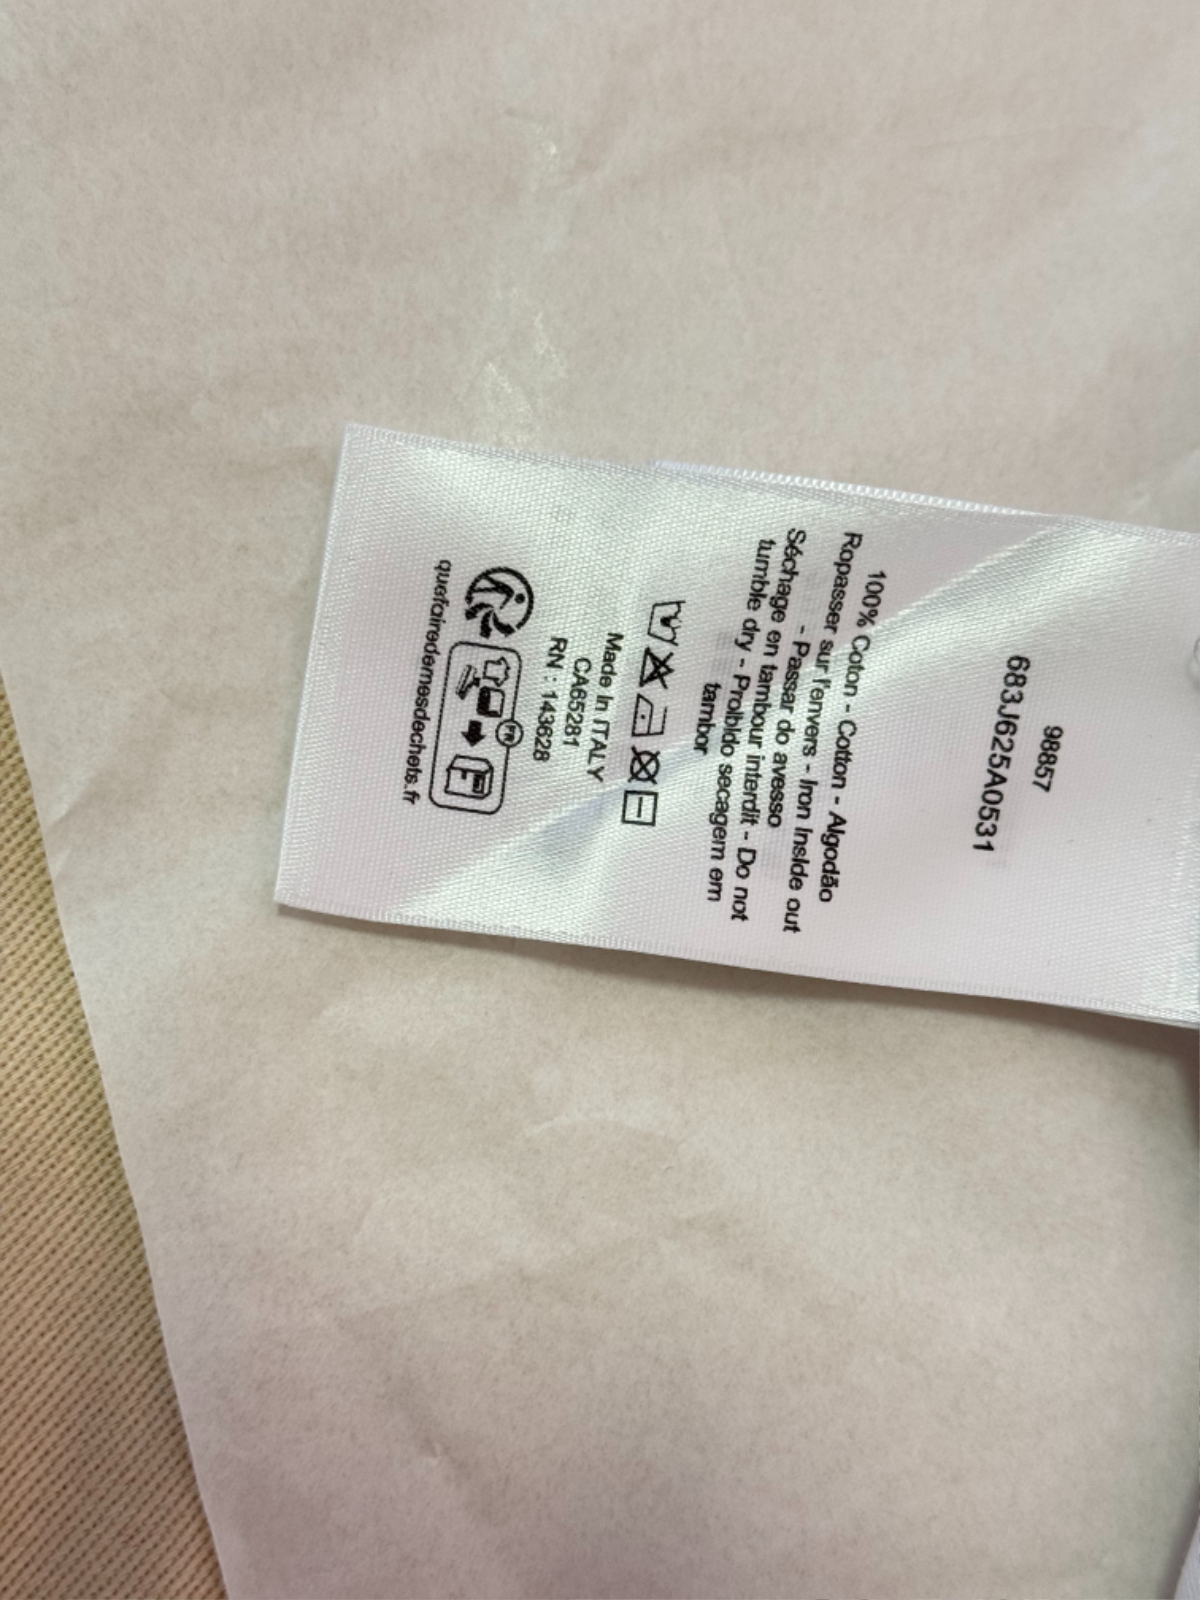 98857
683J625A0531
100% Coton - Cotton - Algodão
Ropasser sur l'envers - Iron Inside out
- Passar do avesso
Séchage en tambour interdit - Do not
tumble dry - Proibido secagem em
tambor
Made In ITALY
CA65281
RN : 143628
FR
quefairedemesdechets.fr